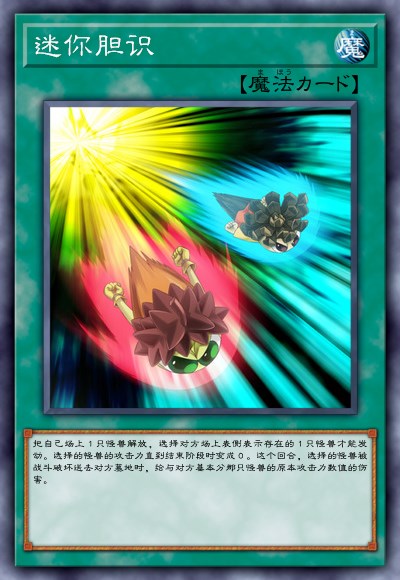 迷你胆识
魔
【魔法カード】
把自己场上1只怪兽解放，选择对方场上表侧表示存在的1只怪兽才能发
动。选择的怪兽的攻击力直到结束阶段时变成0。这个回合，选择的怪兽被
战斗破坏送去对方墓地时，给与对方基本分那只怪兽的原本攻击力数值的伤
害。